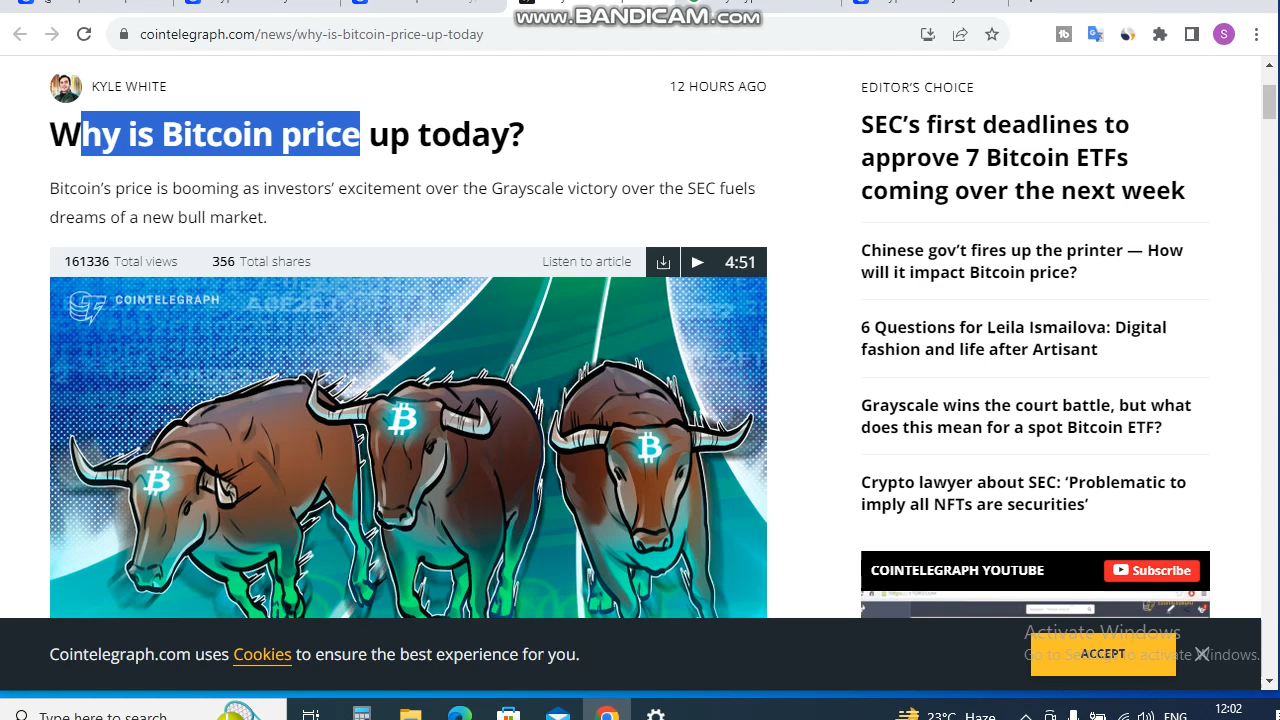 www.BANDICAM.com
cointelegraph.com/news/why-is-bitcoin-price-up-today
S
KYLE WHITE
12 HOURS AGO
Why is Bitcoin price up today?
Bitcoin's price is booming as investors' excitement over the Grayscale victory over the SEC fuels
dreams of a new bull market.
161336 Total views
356 Total shares
Listen to article
4:51
COINTELEGRAPH
EDITOR'S CHOICE
SEC's first deadlines to
approve 7 Bitcoin ETFs
coming over the next week
Chinese gov't fires up the printer — How
will it impact Bitcoin price?
6 Questions for Leila Ismailova: Digital
fashion and life after Artisant
Grayscale wins the court battle, but what
does this mean for a spot Bitcoin ETF?
Crypto lawyer about SEC: 'Problematic to
imply all NFTs are securities'
COINTELEGRAPH YOUTUBE
Subscribe
Cointelegraph.com uses Cookies to ensure the best experience for you.
ACCEPT
Activate Windows
Go to Settings to activate Windows.
Type here to search
23°C Haze
ENG
12:02